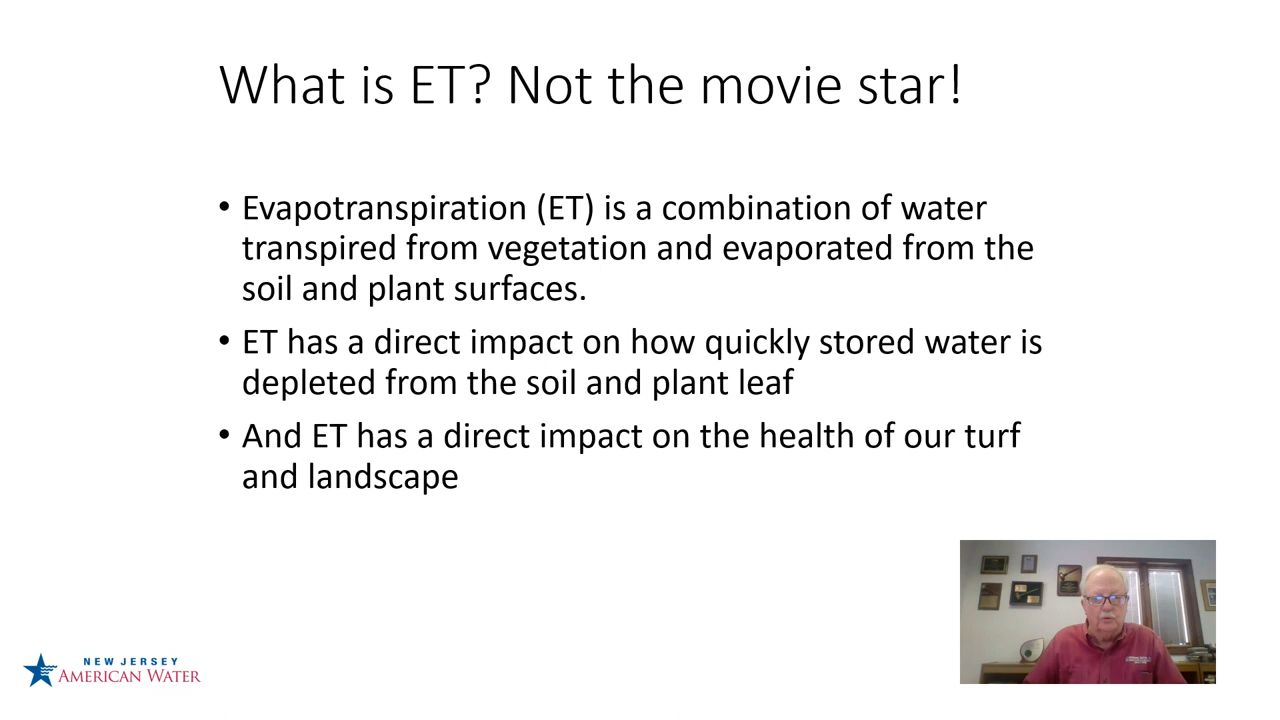 What is ET? Not the movie star!
• Evapotranspiration (ET) is a combination of water
transpired from vegetation and evaporated from the
soil and plant surfaces.
• ET has a direct impact on how quickly stored water is
depleted from the soil and plant leaf
• And ET has a direct impact on the health of our turf
and landscape
NEW JERSEY
AMERICAN WATER